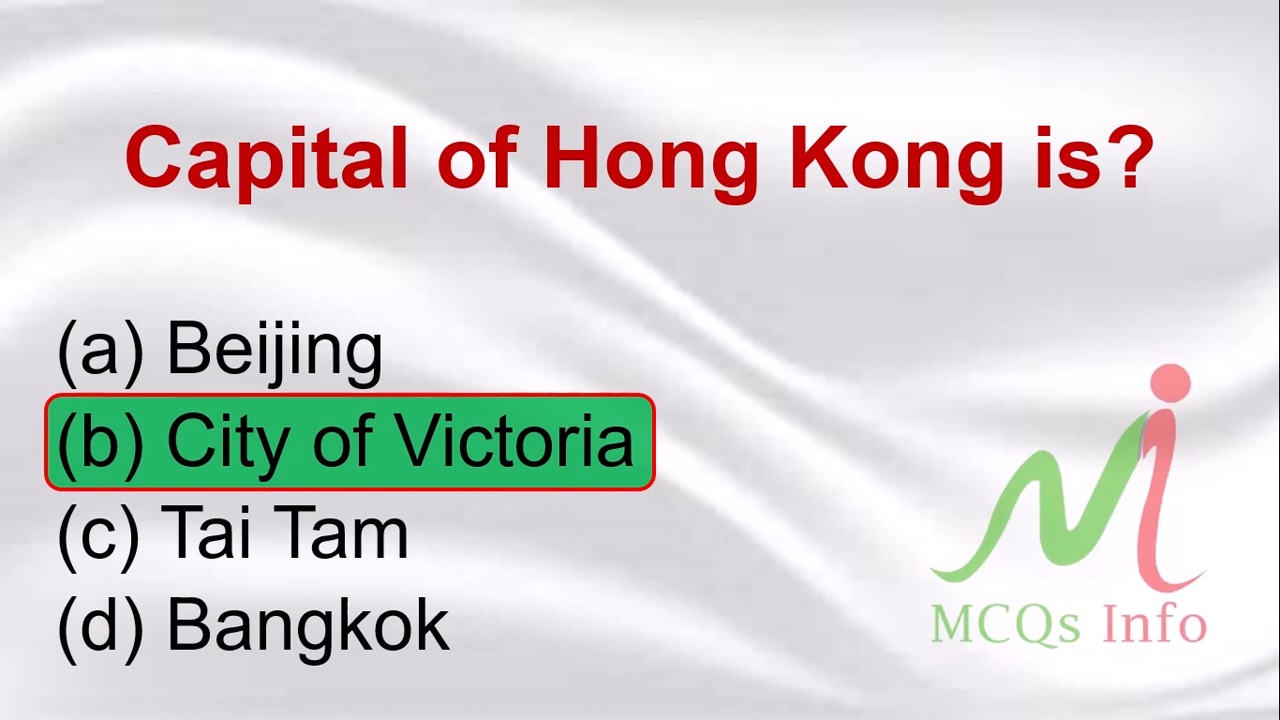 Capital of Hong Kong is?
(a) Beijing
(b) City of Victoria
(c) Tai Tam
(d) Bangkok
MCQs Info